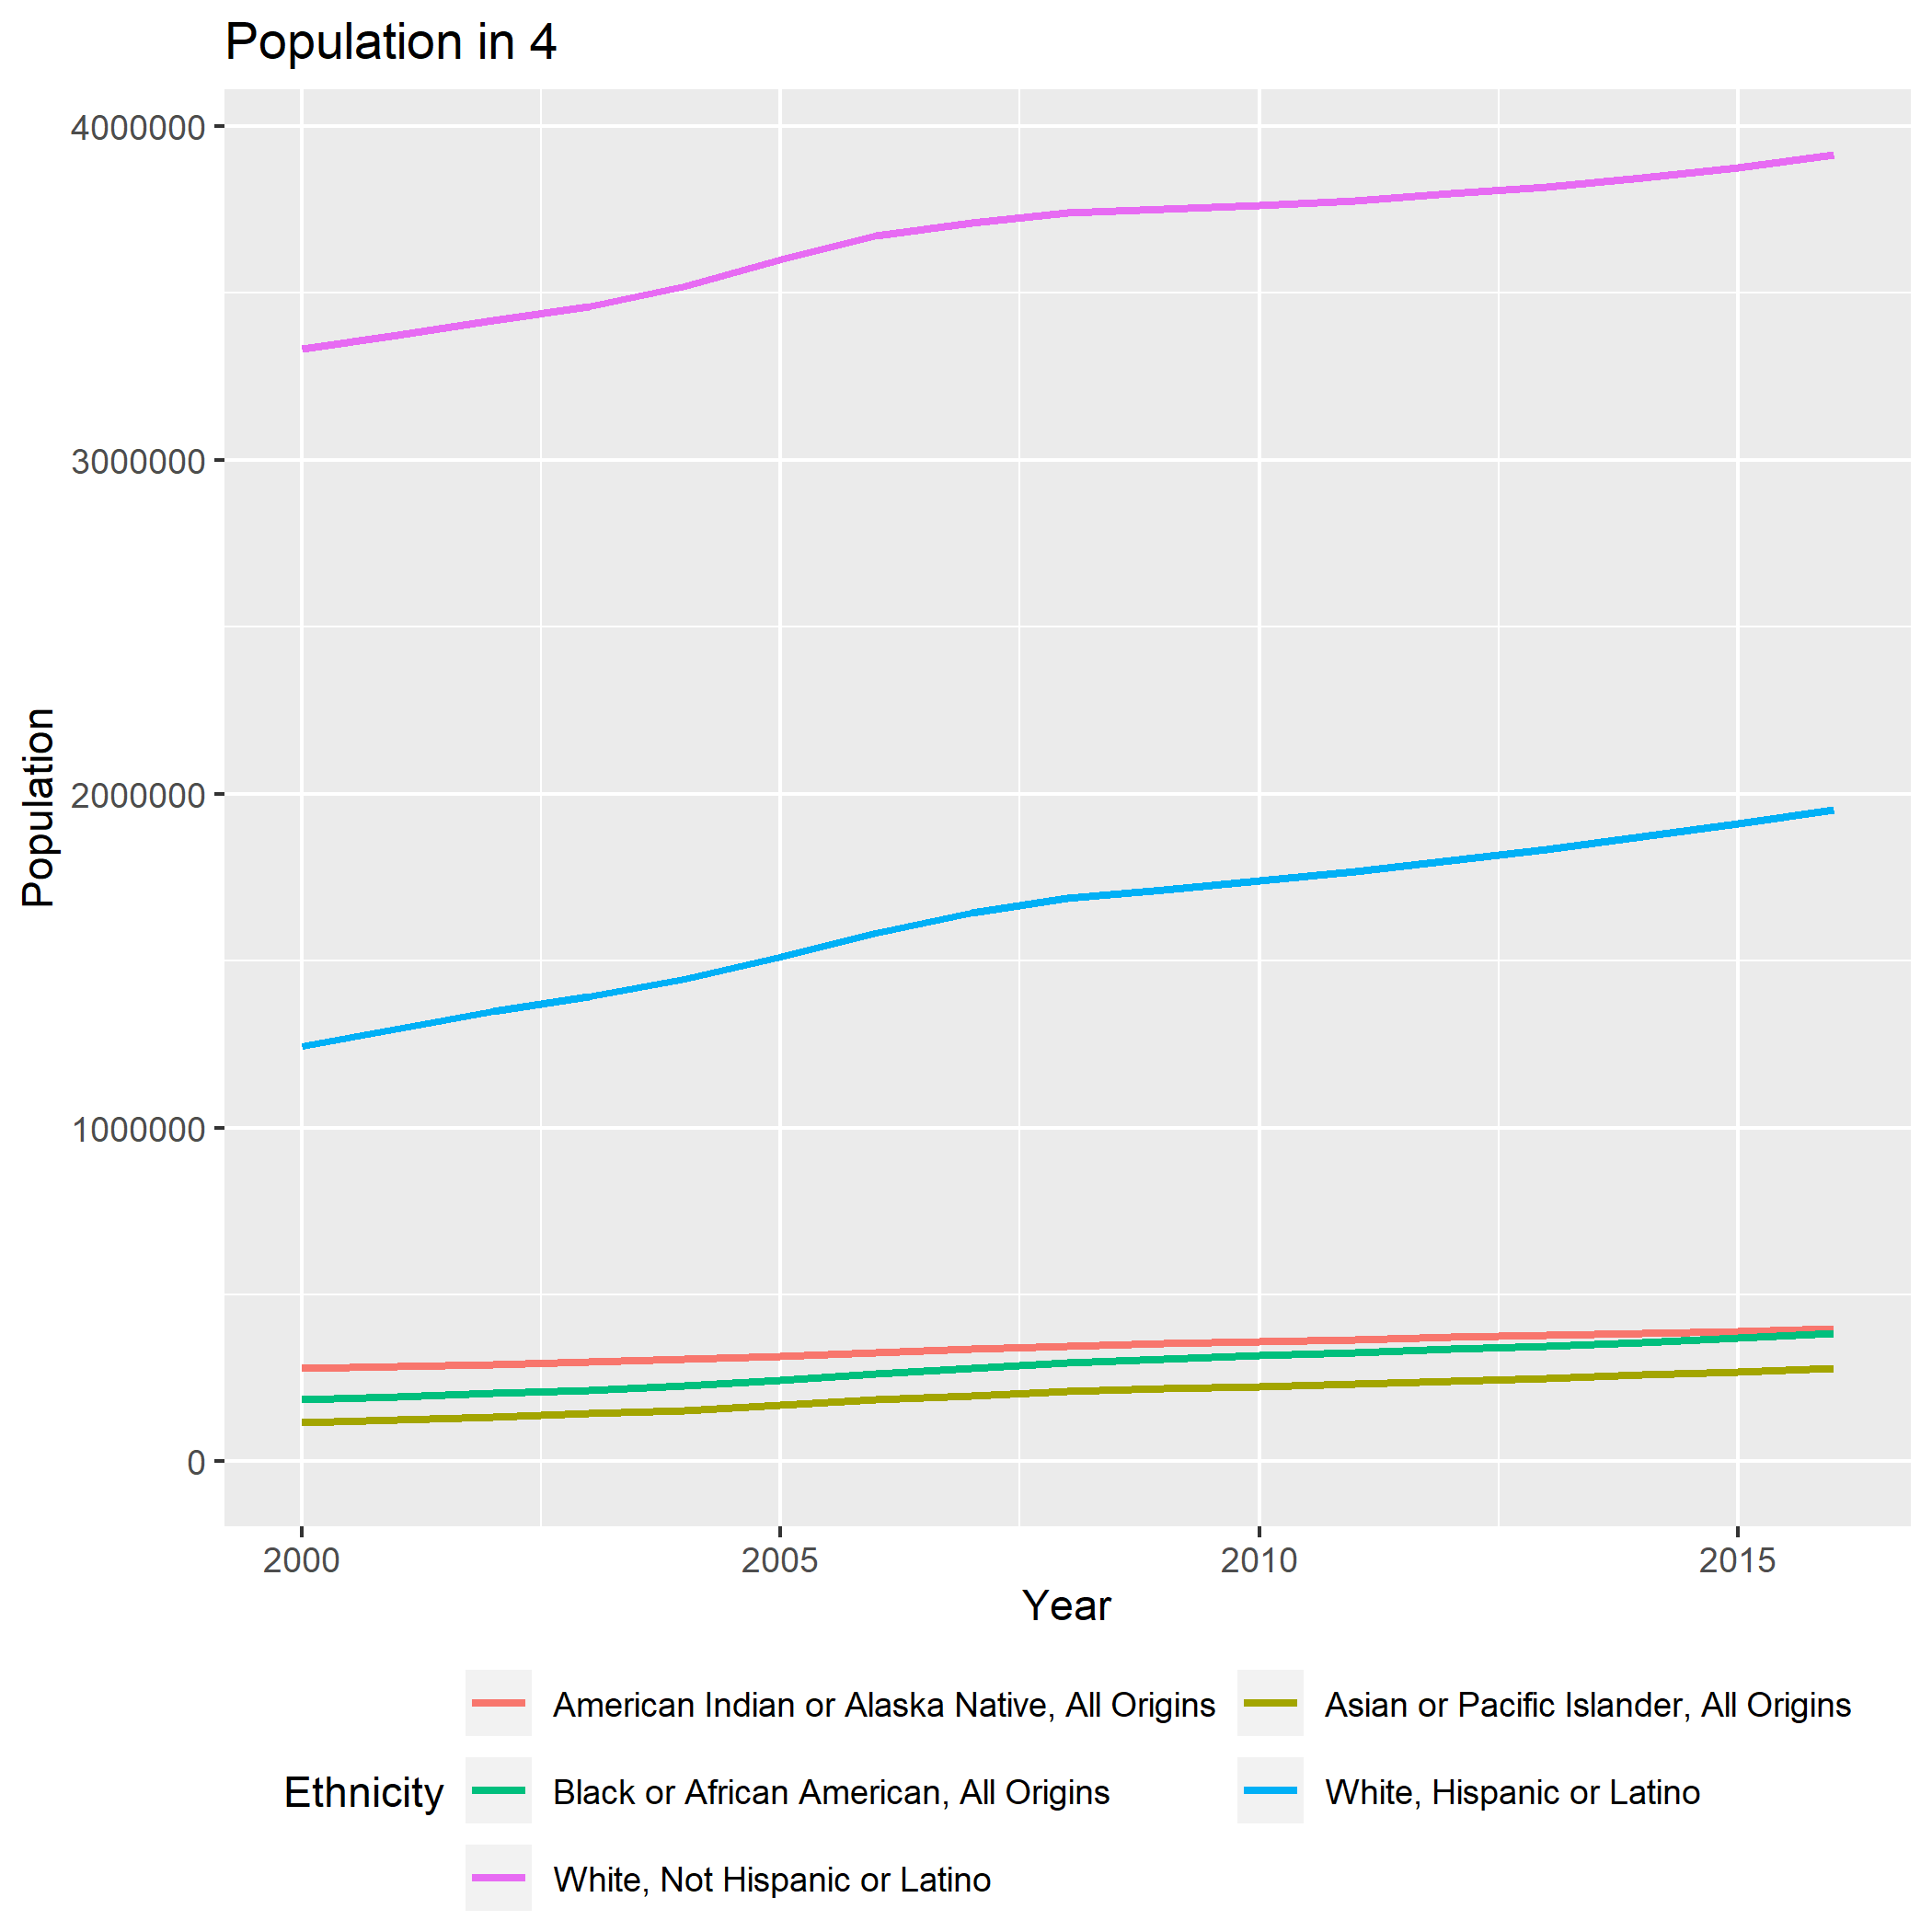 Population in 4
4000000
3000000
2000000
1000000
0
Population
2000 2005 2010 2015
Year
Ethnicity
American Indian or Alaska Native, All Origins
Asian or Pacific Islander, All Origins
Black or African American, All Origins
White, Hispanic or Latino
White, Not Hispanic or Latino